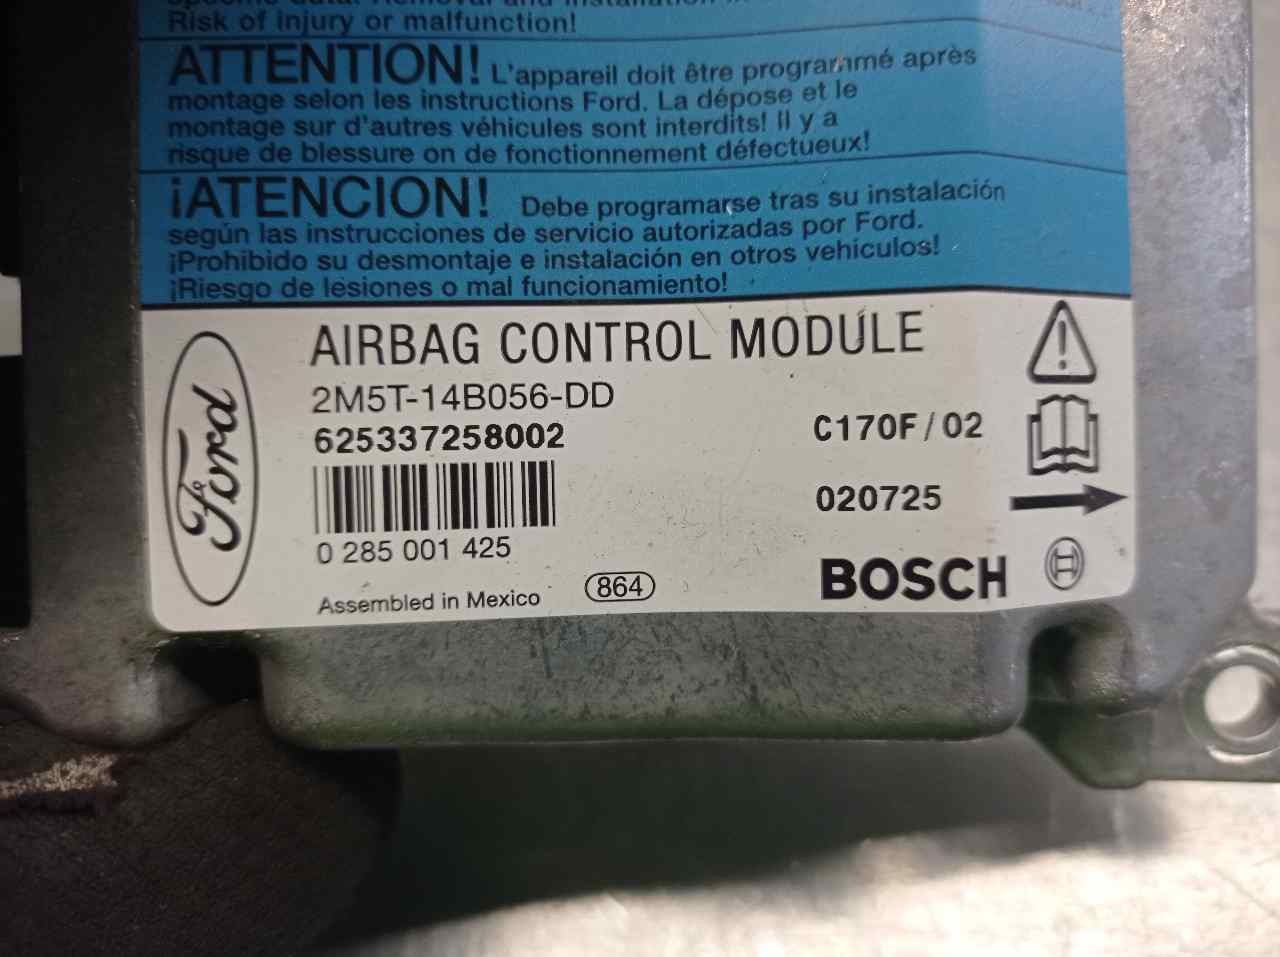 Risk of injury or malfunction!
ATTENTION! L'appareil doit être programmé après
montage selon les instructions Ford. La dépose et le
montage sur d'autres véhicules sont interdits! Il y a
risque de blessure on de fonctionnement défectueux!
¡ATENCION! Debe programarse tras su instalación
según las instrucciones de servicio autorizadas por Ford.
¡Prohibido su desmontaje e instalación en otros vehículos!
¡Riesgo de lesiones o mal funcionamiento!
Ford
AIRBAG CONTROL MODULE
2M5T-14B056-DD
625337258002
C170F/02
020725
0 285 001 425
BOSCH
Assembled in Mexico
864